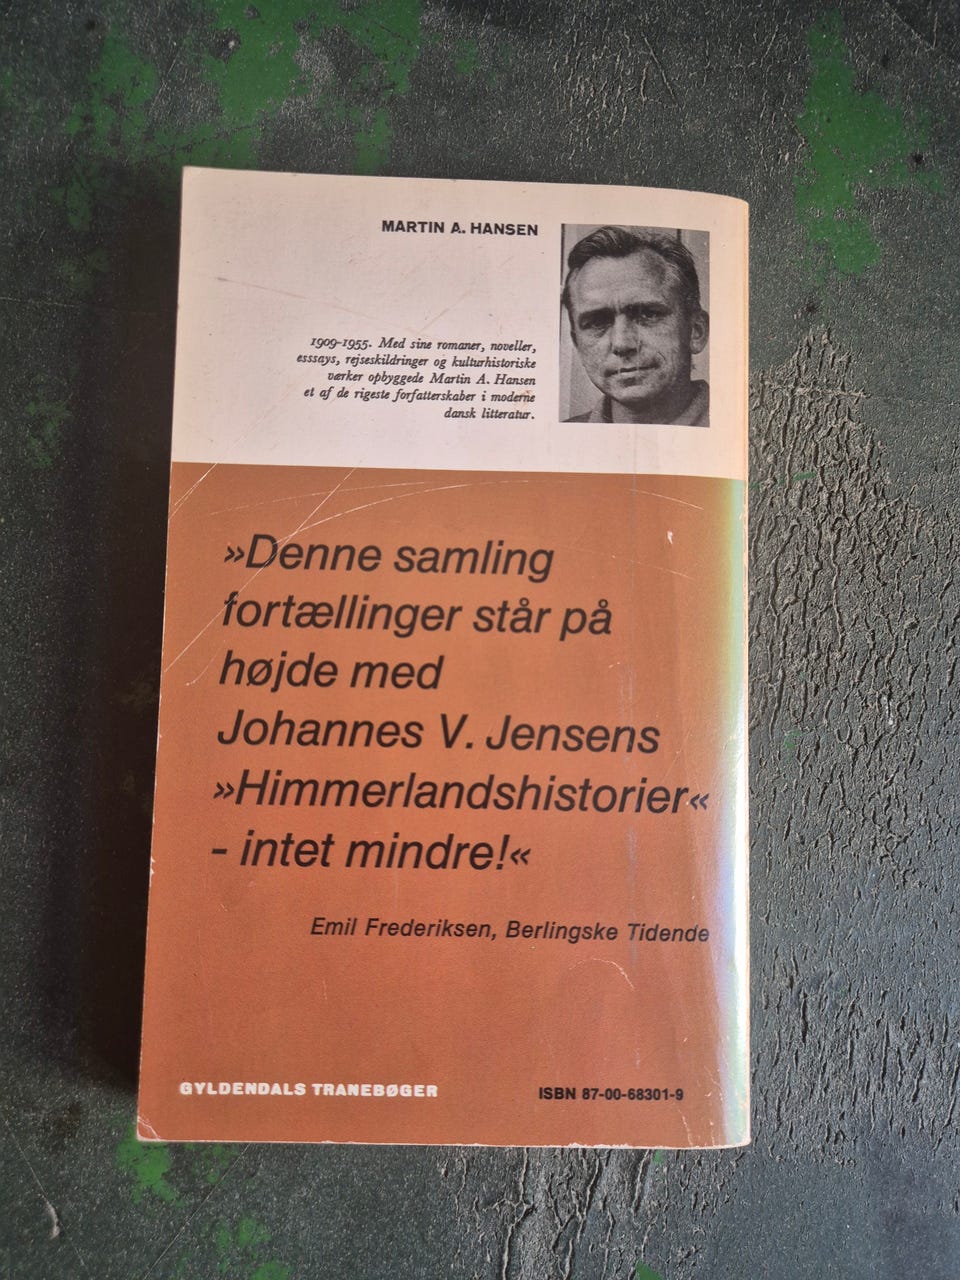 MARTIN A. HANSEN
1909-1955. Med sine romaner, noveller,
esssays, rejseskildringer og kulturhistoriske
værker opbyggede Martin A. Hansen
et af de rigeste forfatterskaber i moderne
dansk litteratur.
»Denne samling
fortællinger står på
højde med
Johannes V. Jensens
»Himmerlandshistorier«
- intet mindre!«
Emil Frederiksen, Berlingske Tidende
GYLDENDALS TRANEBØGER
ISBN 87-00-68301-9